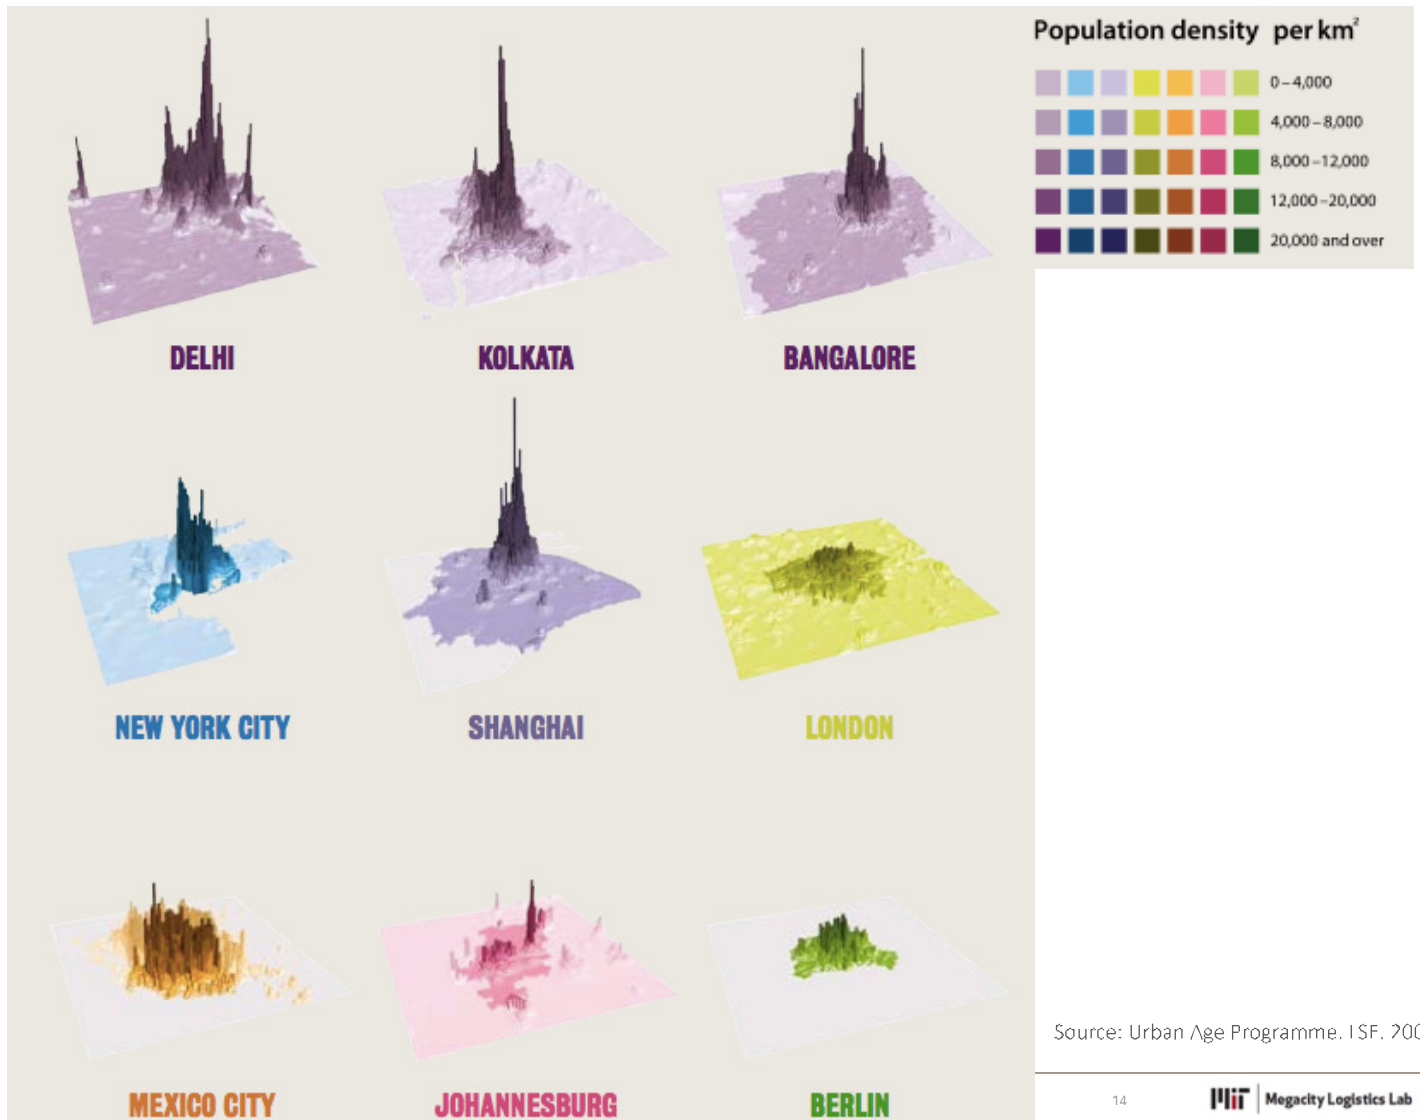 Population density per km²
0–4,000
4,000–8,000
8,000–12,000
12,000–20,000
20,000 and over
DELHI
KOLKATA
BANGALORE
NEW YORK CITY
SHANGHAI
LONDON
MEXICO CITY
JOHANNESBURG
BERLIN
Source: Urban Age Programme.
14
MIT Megacity Logistics Lab